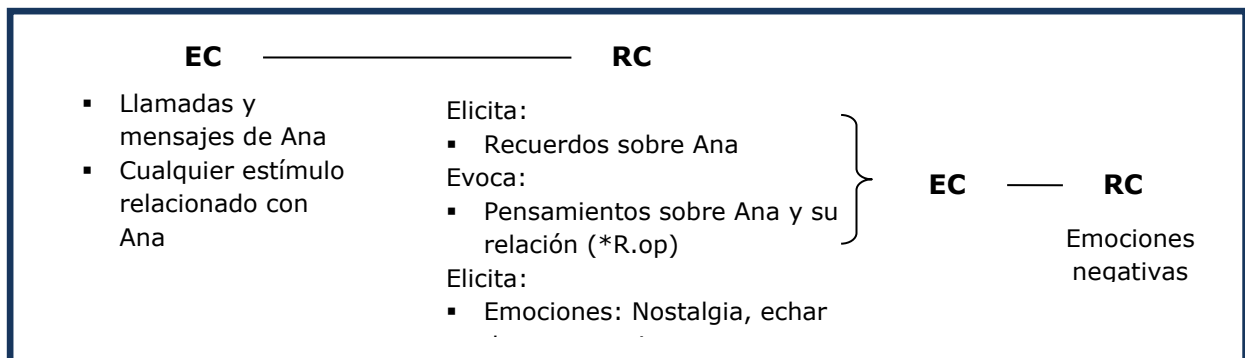 EC RC
▪ Llamadas y
mensajes de Ana
▪ Cualquier estímulo
relacionado con
Ana
Elicita:
▪ Recuerdos sobre Ana
Evoca:
▪ Pensamientos sobre Ana y su
relación (*R.op)
Elicita:
▪ Emociones: Nostalgia, echar
EC RC
Emociones
negativas